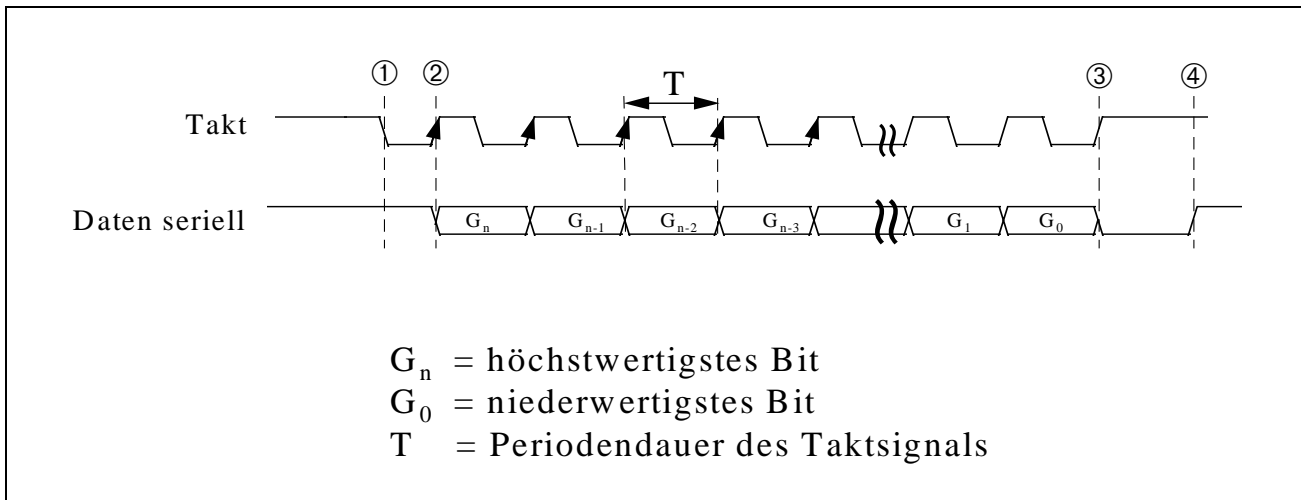 ① ② T ③ ④
Takt
Daten seriell Gₙ Gₙ₋₁ Gₙ₋₂ Gₙ₋₃ G₁ G₀
Gₙ = höchstwertigstes Bit
G₀ = niederwertigstes Bit
T = Periodendauer des Taktsignals